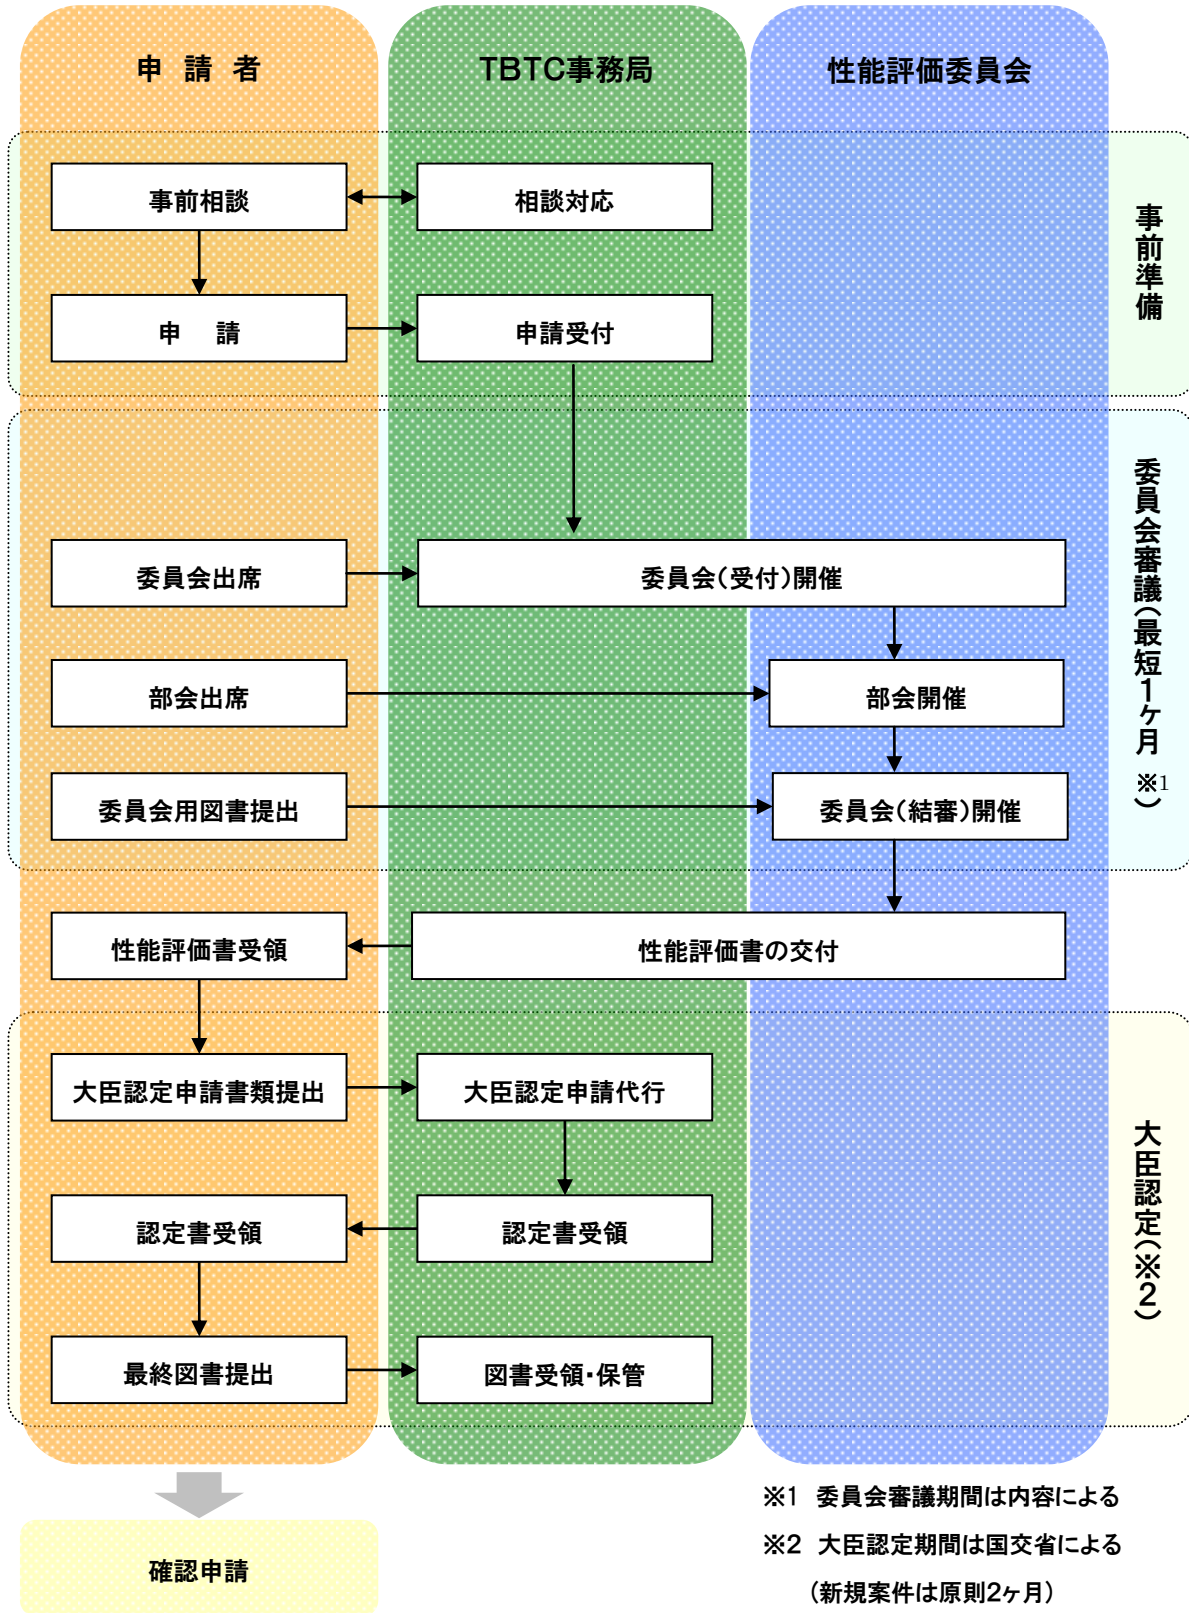 申 請 者
TBTC事務局
性能評価委員会
事前準備
事前相談
相談対応
申 請
申請受付
委員会審議(最短1ヶ月※1)
委員会出席
委員会(受付)開催
部会出席
部会開催
委員会用図書提出
委員会(結審)開催
性能評価書受領
性能評価書の交付
大臣認定(※2)
大臣認定申請書類提出
大臣認定申請代行
認定書受領
認定書受領
最終図書提出
図書受領・保管
確認申請
※1 委員会審議期間は内容による
※2 大臣認定期間は国交省による
(新規案件は原則2ヶ月)